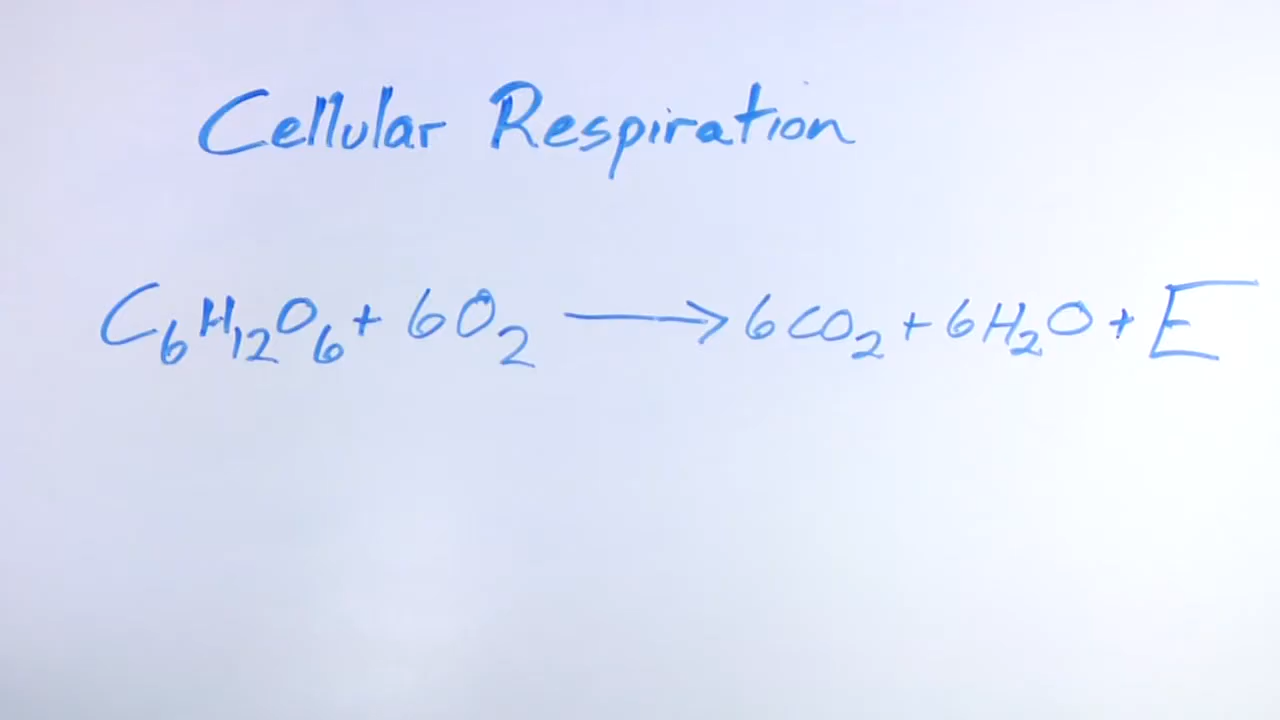 Cellular Respiration
C₆H₁₂O₆ + 6O₂ → 6CO₂ + 6H₂O + E